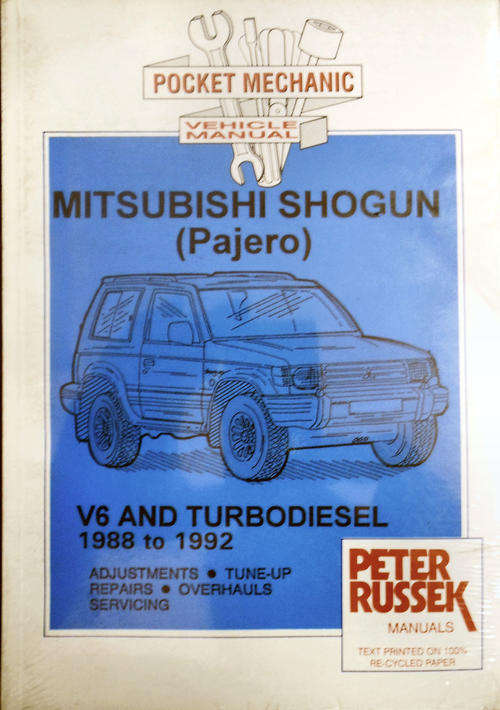 POCKET MECHANIC
VEHICLE
MANUAL
MITSUBISHI SHOGUN
(Pajero)
V6 AND TURBODIESEL
1988 to 1992
ADJUSTMENTS ● TUNE-UP
REPAIRS ● OVERHAULS
SERVICING
PETER
RUSSEK
MANUALS
TEXT PRINTED ON 100%
RE-CYCLED PAPER